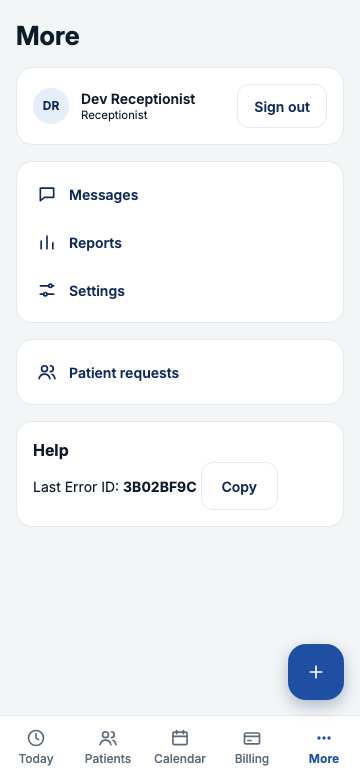 More
DR
Dev Receptionist
Receptionist
Sign out
Messages
Reports
Settings
Patient requests
Help
Last Error ID: 3B02BF9C
Copy
Today
Patients
Calendar
Billing
More